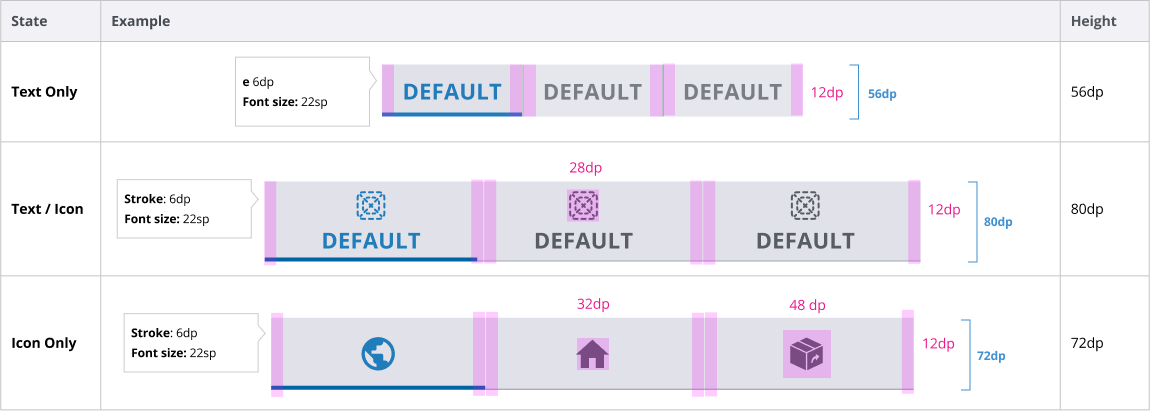 State Example Height
Text Only
e 6dp
Font size: 22sp
DEFAULT DEFAULT DEFAULT
12dp
56dp
56dp
28dp
Text / Icon
Stroke: 6dp
Font size: 22sp
DEFAULT DEFAULT DEFAULT
12dp
80dp
80dp
32dp 48 dp
Icon Only
Stroke: 6dp
Font size: 22sp
12dp
72dp
72dp